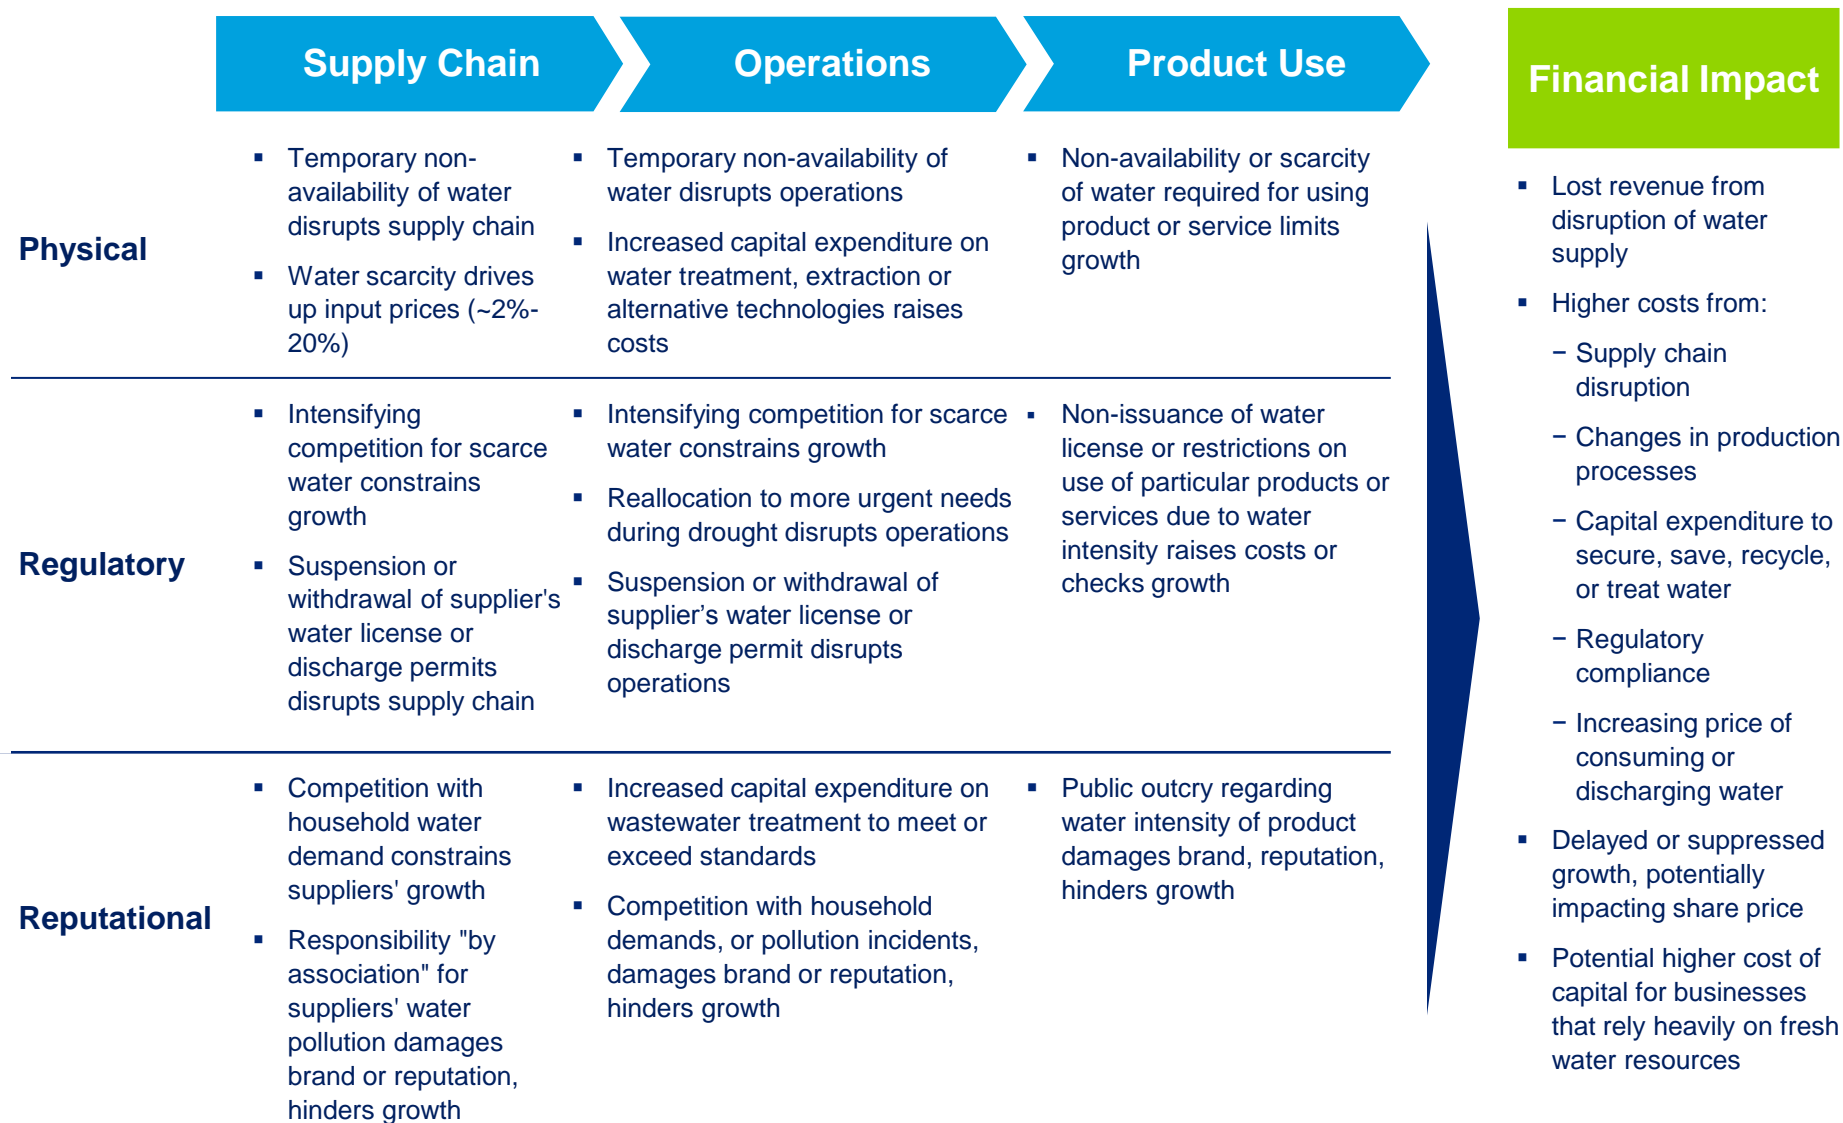 Supply Chain
Operations
Product Use
Financial Impact
Physical
▪ Temporary non-
availability of water
disrupts supply chain
▪ Water scarcity drives
up input prices (~2%-
20%)
▪ Temporary non-availability of
water disrupts operations
▪ Increased capital expenditure on
water treatment, extraction or
alternative technologies raises
costs
▪ Non-availability or scarcity
of water required for using
product or service limits
growth
Regulatory
▪ Intensifying
competition for scarce
water constrains
growth
▪ Suspension or
withdrawal of supplier's
water license or
discharge permits
disrupts supply chain
▪ Intensifying competition for scarce
water constrains growth
▪ Reallocation to more urgent needs
during drought disrupts operations
▪ Suspension or withdrawal of
supplier’s water license or
discharge permit disrupts
operations
▪ Non-issuance of water
license or restrictions on
use of particular products or
services due to water
intensity raises costs or
checks growth
Reputational
▪ Competition with
household water
demand constrains
suppliers' growth
▪ Responsibility "by
association" for
suppliers' water
pollution damages
brand or reputation,
hinders growth
▪ Increased capital expenditure on
wastewater treatment to meet or
exceed standards
▪ Competition with household
demands, or pollution incidents,
damages brand or reputation,
hinders growth
▪ Public outcry regarding
water intensity of product
damages brand, reputation,
hinders growth
▪ Lost revenue from
disruption of water
supply
▪ Higher costs from:
− Supply chain
disruption
− Changes in production
processes
− Capital expenditure to
secure, save, recycle,
or treat water
− Regulatory
compliance
− Increasing price of
consuming or
discharging water
▪ Delayed or suppressed
growth, potentially
impacting share price
▪ Potential higher cost of
capital for businesses
that rely heavily on fresh
water resources